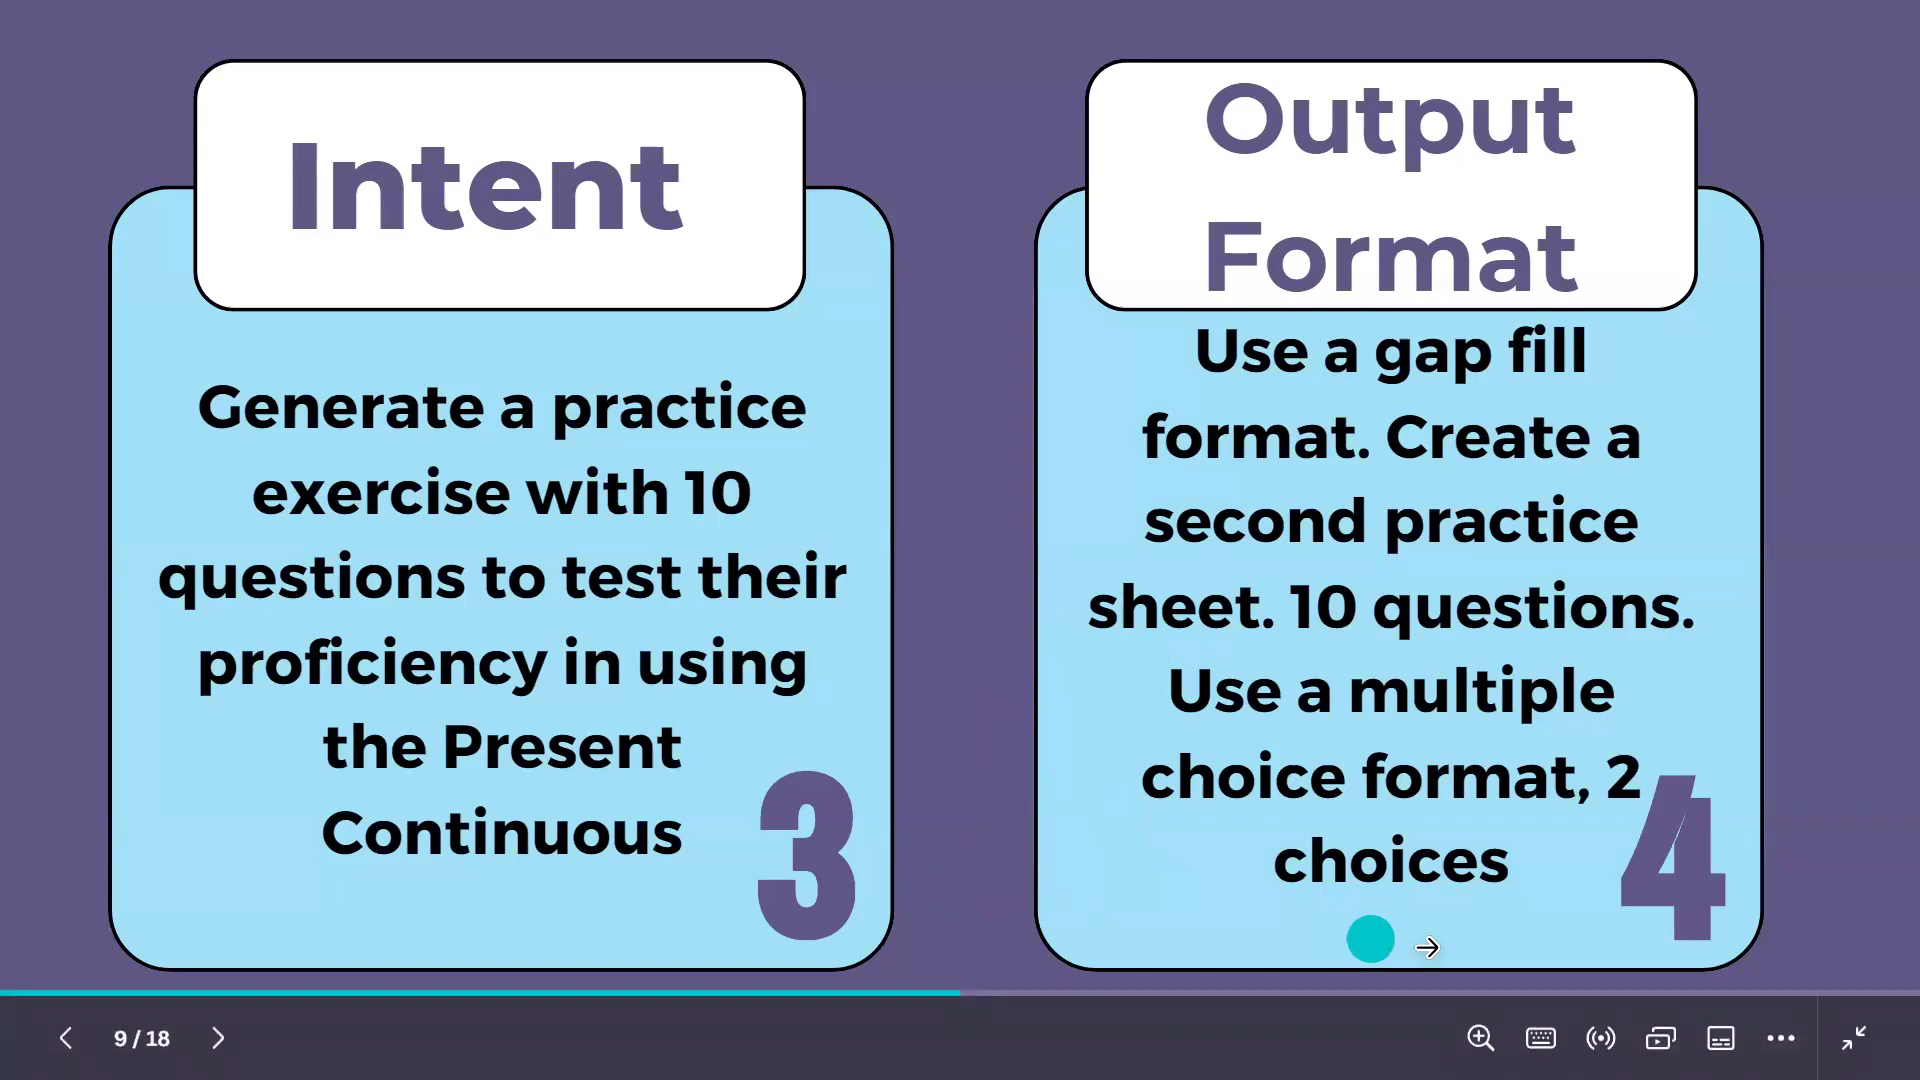 Intent
Generate a practice
exercise with 10
questions to test their
proficiency in using
the Present
Continuous
3
Output
Format
Use a gap fill
format. Create a
second practice
sheet. 10 questions.
Use a multiple
choice format, 2
choices
4
9 / 18